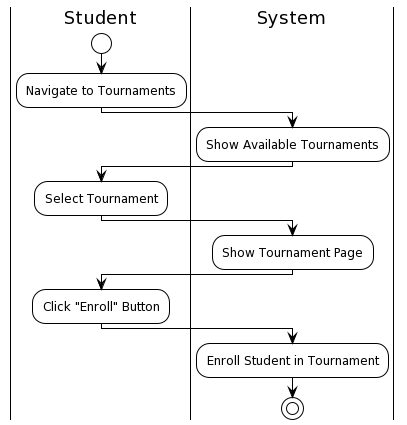 Student
System
Navigate to Tournaments
Show Available Tournaments
Select Tournament
Show Tournament Page
Click "Enroll" Button
Enroll Student in Tournament